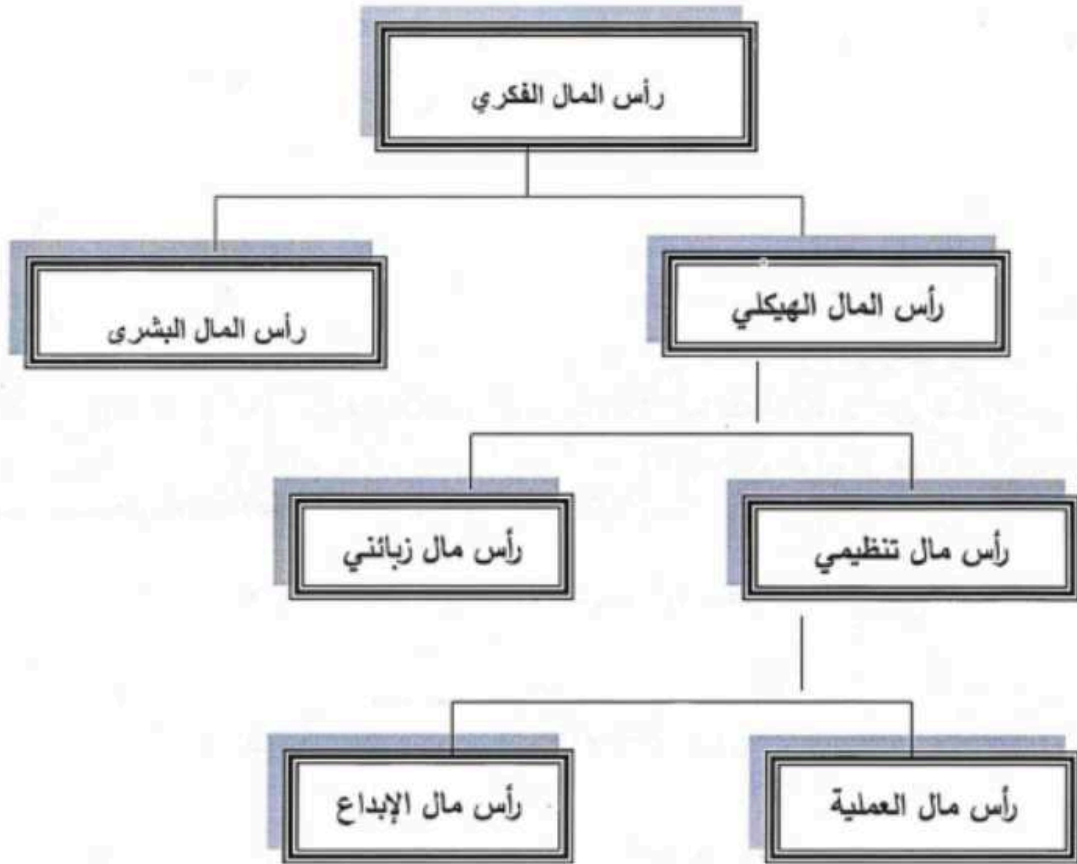 رأس المال الفكري
رأس المال الهيكلي
رأس المال البشرى
رأس مال تنظيمي
رأس مال زبائني
رأس مال العملية
رأس مال الإبداع